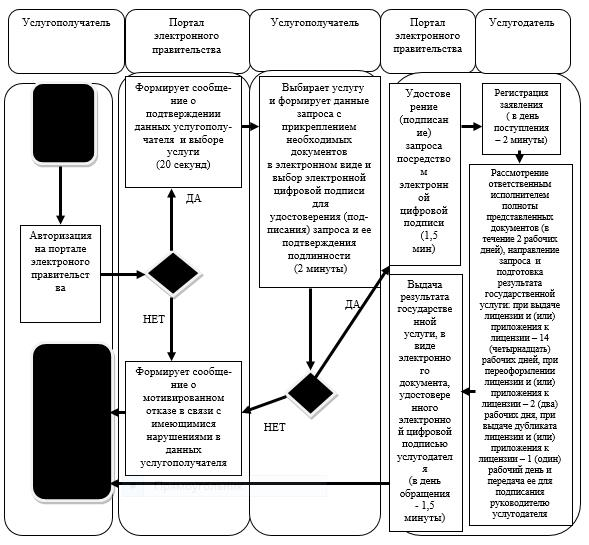 Услугополучатель
Портал
электронного
правительства
Услугополучатель
Портал
электронного
правительства
Услугодатель
Формирует сообще-
ние о
подтверждении
данных услугополу-
чателя и выборе
услуги
(20 секунд)
Выбирает услугу
и формирует данные
запроса с
прикреплением
необходимых
документов
в электронном виде и
выбор электронной
цифровой подписи
для
удостоверения (под-
писания) запроса и ее
подтверждения
подлинности
(2 минуты)
Удостове
рение
(подписан
ие)
запроса
посредство
м
электронн
ой
цифровой
подписи
(1,5
мин)
Регистрация
заявления
( в день
поступления
– 2 минуты)
Рассмотрение
ответственным
исполнителем
полноты
представленных
документов (в
течение 2 рабочих
дней), направление
запроса и
подготовка
результата
государственной
услуги: при выдаче
лицензии и (или)
приложения к
лицензии – 14
(четырнадцать)
рабочих дней, при
переоформлении
лицензии и (или)
приложения к
лицензии – 2 (два)
рабочих дня, при
выдаче дубликата
лицензии и (или)
приложения к
лицензии – 1 (один)
рабочий день и
передача ее для
подписания
руководителю
услугодателя
ДА
Авторизация
на портале
электроного
правительст
ва
НЕТ
ДА
Выдача
результата
государстве
нной
услуги, в
виде
электронно
го
документа,
удостовере
нного
электронно
й цифровой
подписью
услугодател
я
(в день
обращения
- 1,5
минуты)
Формирует сообще-
ние о
мотивированном
отказе в связи с
имеющимися
нарушениями в
данных
услугополучателя
НЕТ
Прямоугольник